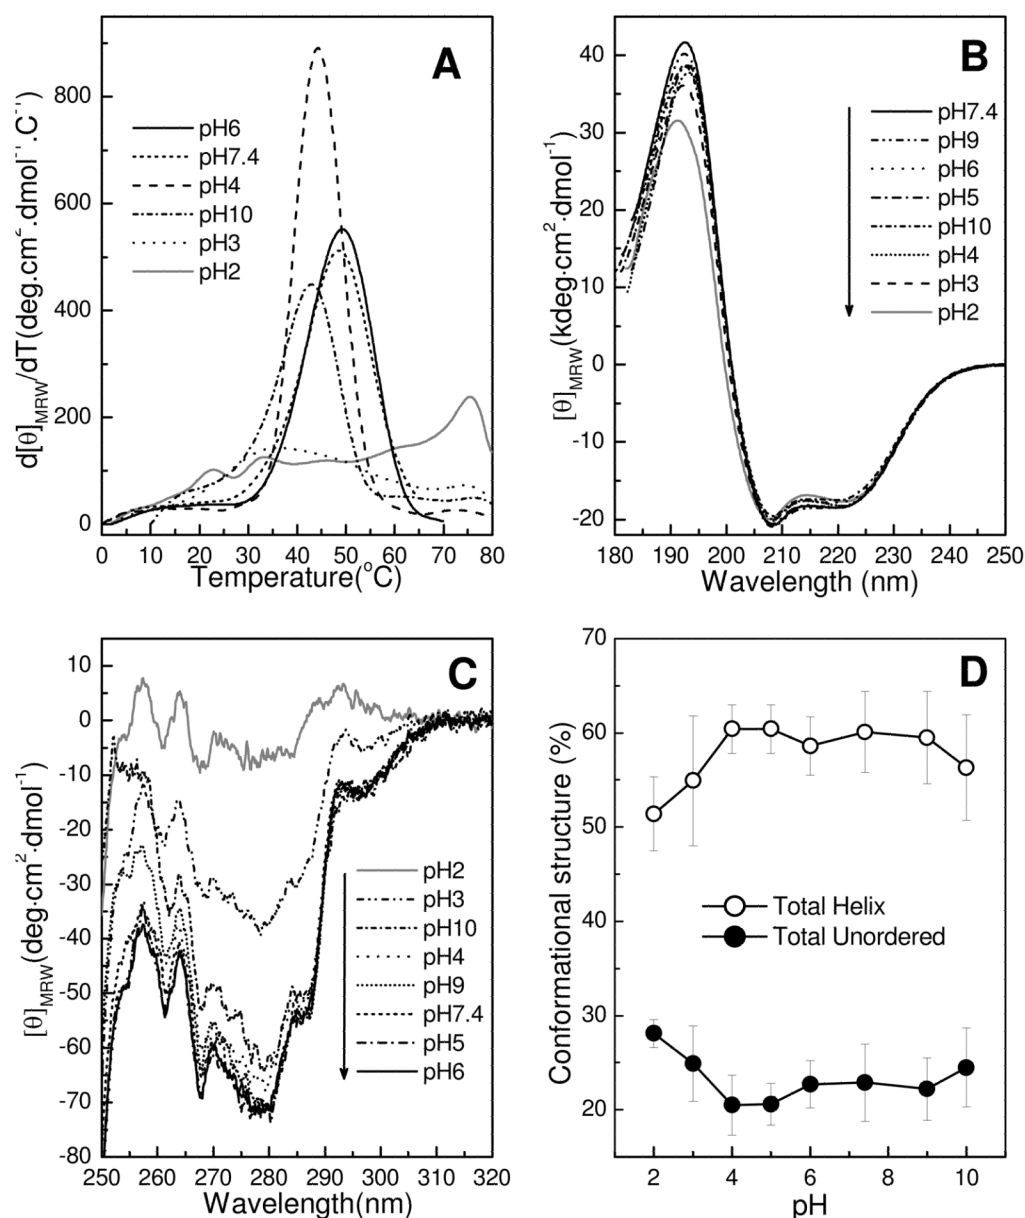 A
d[θ]MRW/dT(deg.cm².dmol⁻¹.C⁻¹)
800
600
400
200
0
pH6
pH7.4
pH4
pH10
pH3
pH2
0 10 20 30 40 50 60 70 80
Temperature(°C)
B
[θ]MRW(kdeg·cm²·dmol⁻¹)
40
30
20
10
0
-10
-20
pH7.4
pH9
pH6
pH5
pH10
pH4
pH3
pH2
180 190 200 210 220 230 240 250
Wavelength (nm)
C
[θ]MRW(deg·cm²·dmol⁻¹)
10
0
-10
-20
-30
-40
-50
-60
-70
-80
pH2
pH3
pH10
pH4
pH9
pH7.4
pH5
pH6
250 260 270 280 290 300 310 320
Wavelength(nm)
D
Conformational structure (%)
70
60
50
40
30
20
Total Helix
Total Unordered
2 4 6 8 10
pH